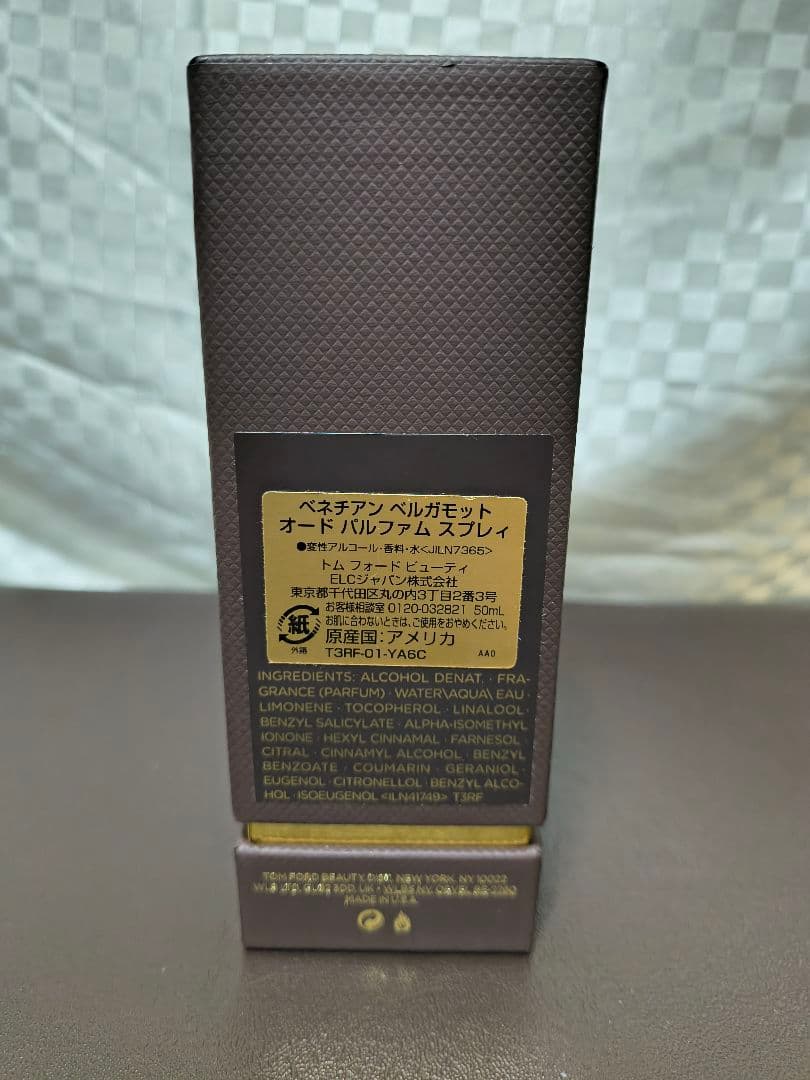 ベネチアン ベルガモット
オード パルファム スプレィ
●変性アルコール・香料・水<JILN7365>
トム フォード ビューティ
ELCジャパン株式会社
東京都千代田区丸の内3丁目2番3号
お客様相談室 0120-032821 50mL
お肌に合わないときは、ご使用をおやめください。
紙
外箱
原産国:アメリカ
T3RF-01-YA6C AA0
INGREDIENTS: ALCOHOL DENAT. · FRA-
GRANCE (PARFUM) · WATER\AQUA\ EAU ·
LIMONENE · TOCOPHEROL · LINALOOL ·
BENZYL SALICYLATE · ALPHA-ISOMETHYL
IONONE · HEXYL CINNAMAL · FARNESOL ·
CITRAL · CINNAMYL ALCOHOL · BENZYL
BENZOATE · COUMARIN · GERANIOL ·
EUGENOL · CITRONELLOL · BENZYL ALCO-
HOL · ISOEUGENOL <ILN41749> T3RF
TOM FORD BEAUTY, DIST. NEW YORK, NY 10022
UK · OEVEL
MADE IN U.S.A.